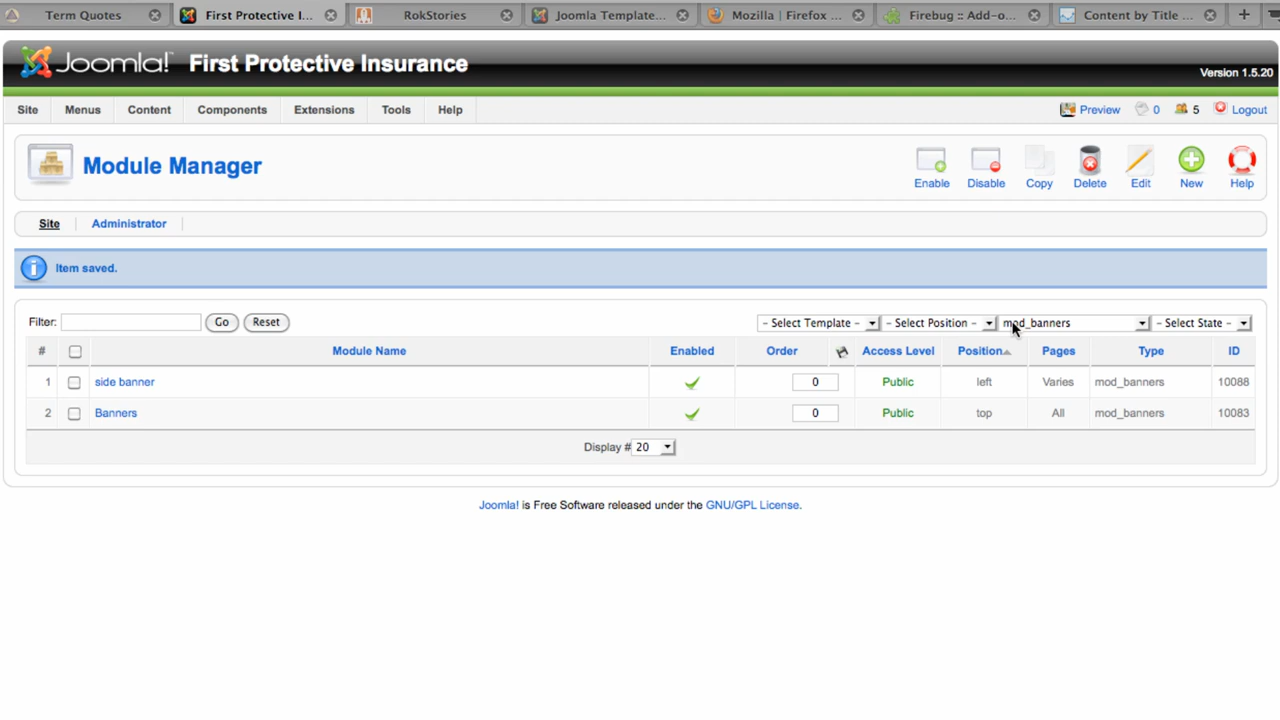 Term Quotes First Protective I... RokStories Joomla Template... Mozilla | Firefox ... Firebug :: Add-o... Content by Title ...
Joomla! First Protective Insurance
Version 1.5.20
Site Menus Content Components Extensions Tools Help Preview 0 5 Logout
Module Manager
Enable Disable Copy Delete Edit New Help
Site Administrator
Item saved.
Filter: Go Reset - Select Template - - Select Position - mod_banners - Select State -
# Module Name Enabled Order Access Level Position Pages Type ID
1 side banner 0 Public left Varies mod_banners 10088
2 Banners 0 Public top All mod_banners 10083
Display # 20
Joomla! is Free Software released under the GNU/GPL License.